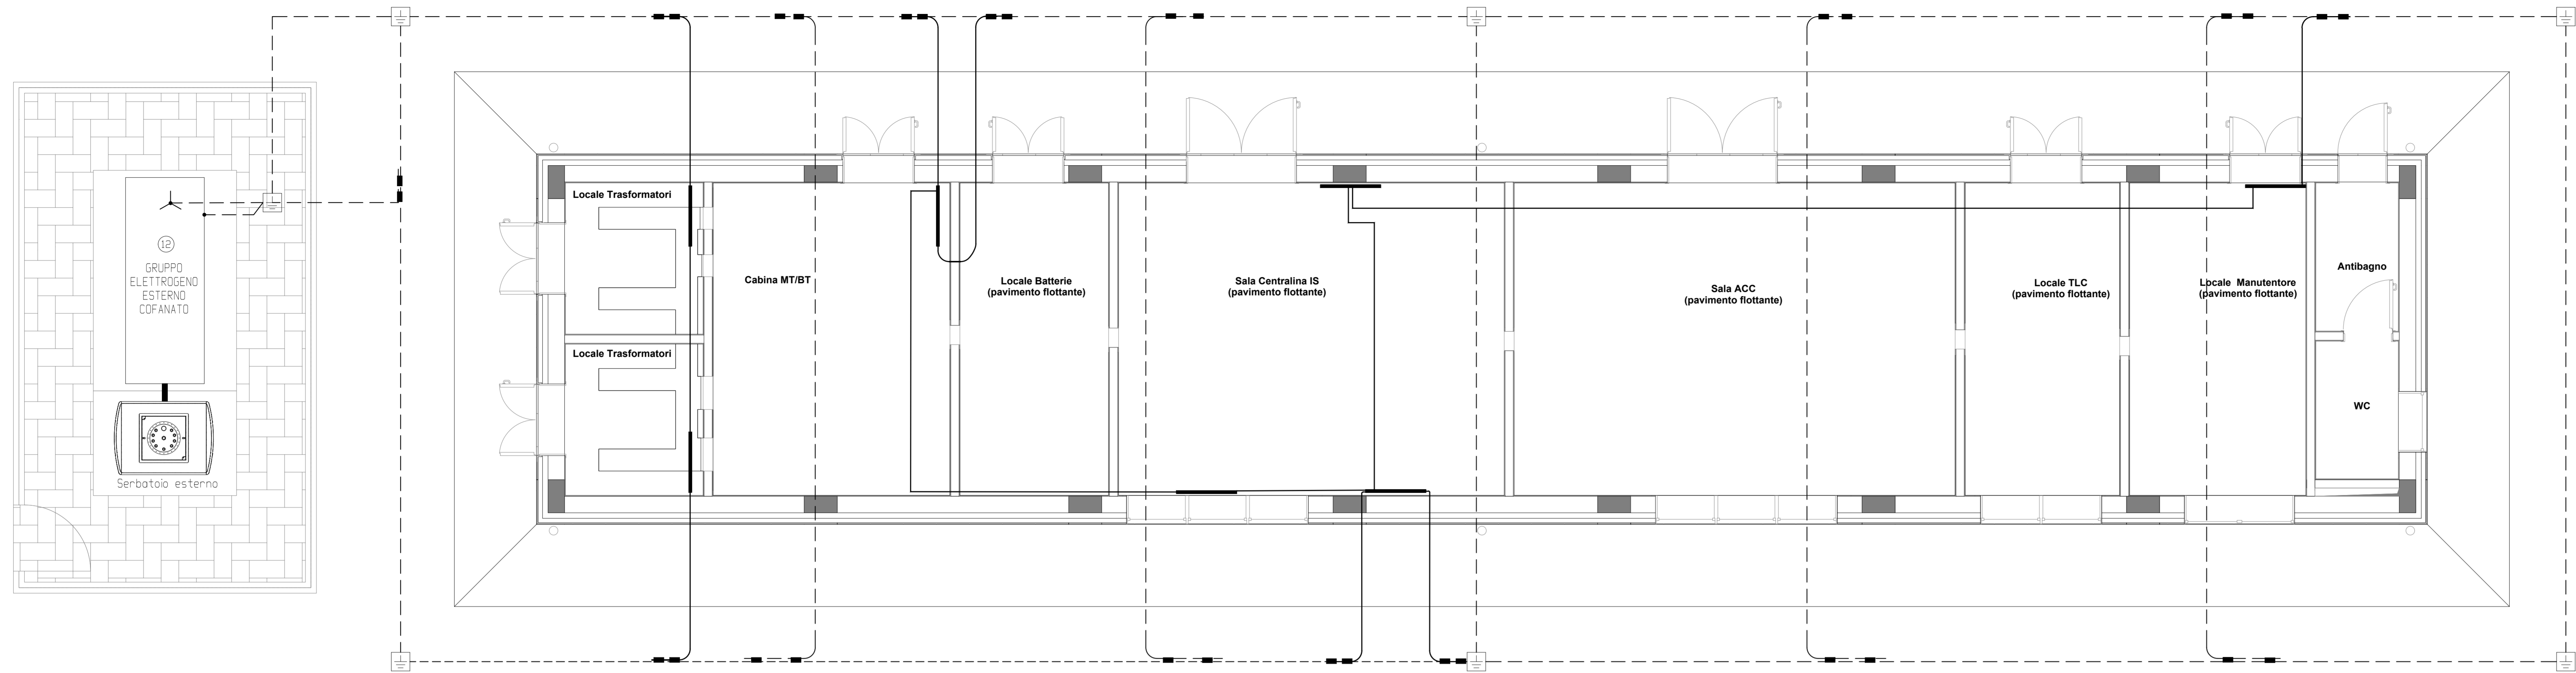 Locale Trasformatori
12
GRUPPO
ELETTROGENO
ESTERNO
COFANATO
Cabina MT/BT
Locale Batterie
(pavimento flottante)
Sala Centralina IS
(pavimento flottante)
Sala ACC
(pavimento flottante)
Locale TLC
(pavimento flottante)
Locale Manutentore
(pavimento flottante)
Antibagno
Locale Trasformatori
WC
Serbatoio esterno